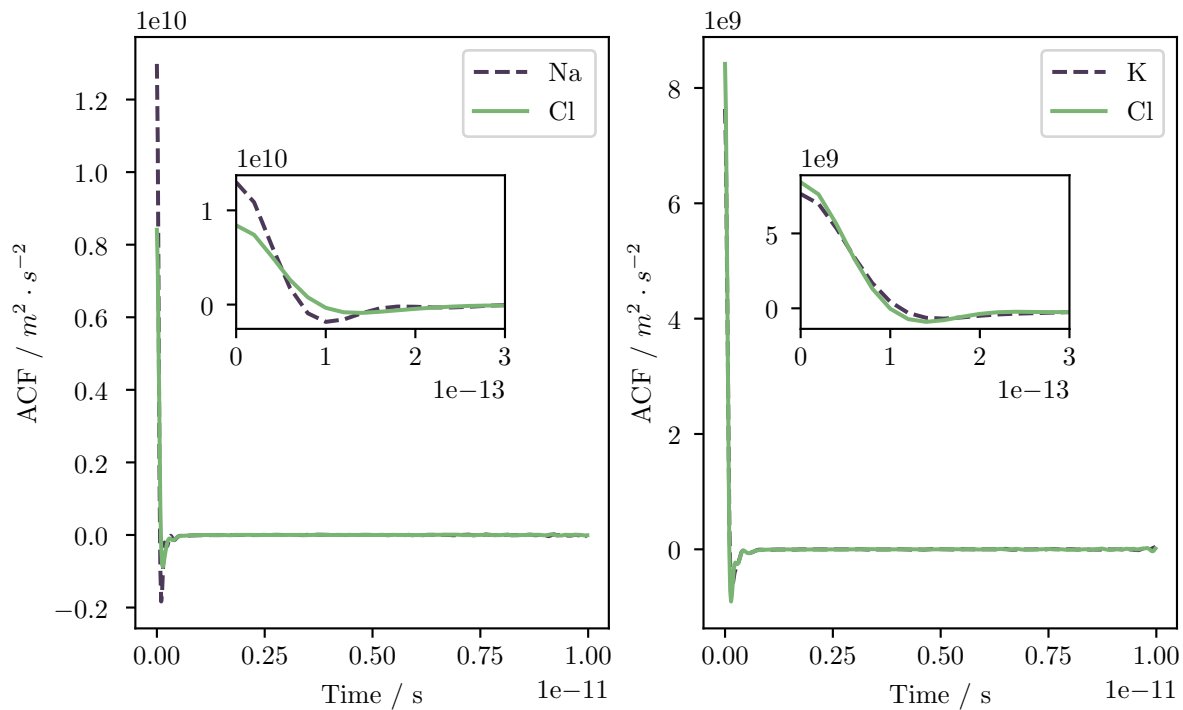 1e10
ACF / m² · s⁻²
1.2
1.0
0.8
0.6
0.4
0.2
0.0
−0.2
Na
Cl
1e10
1
0
0 1 2 3
1e−13
0.00 0.25 0.50 0.75 1.00
Time / s
1e−11
1e9
ACF / m² · s⁻²
8
6
4
2
0
K
Cl
1e9
5
0
0 1 2 3
1e−13
0.00 0.25 0.50 0.75 1.00
Time / s
1e−11